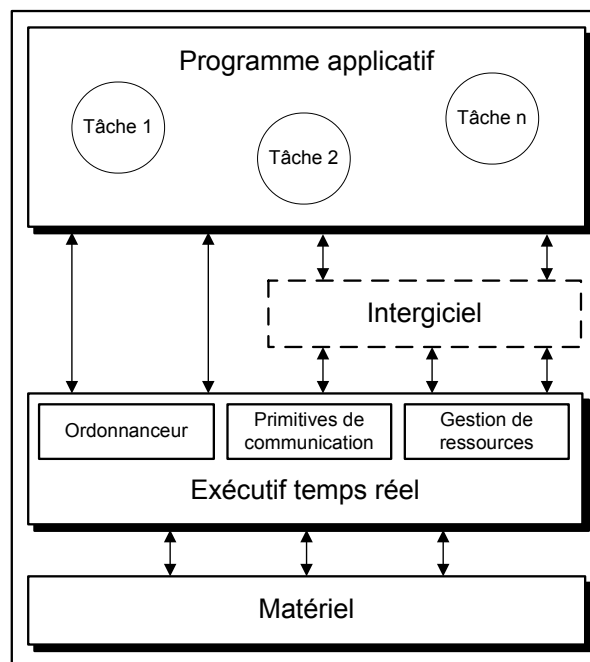 Programme applicatif
Tâche 1
Tâche 2
Tâche n
Intergiciel
Ordonnanceur
Primitives de
communication
Gestion de
ressources
Exécutif temps réel
Matériel